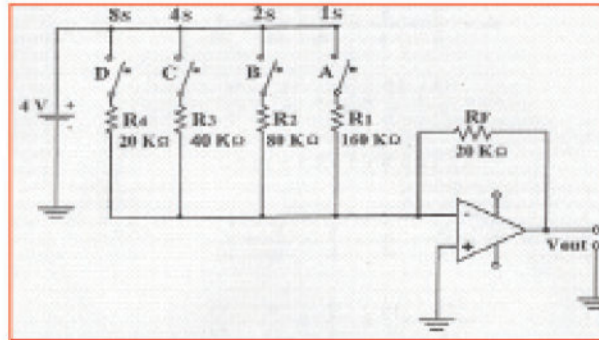 8s 4s 2s 1s
D C B A
4 V + -
R4 R3 R2 R1
20 KΩ 40 KΩ 80 KΩ 160 KΩ
RF
20 KΩ
-
+
Vout